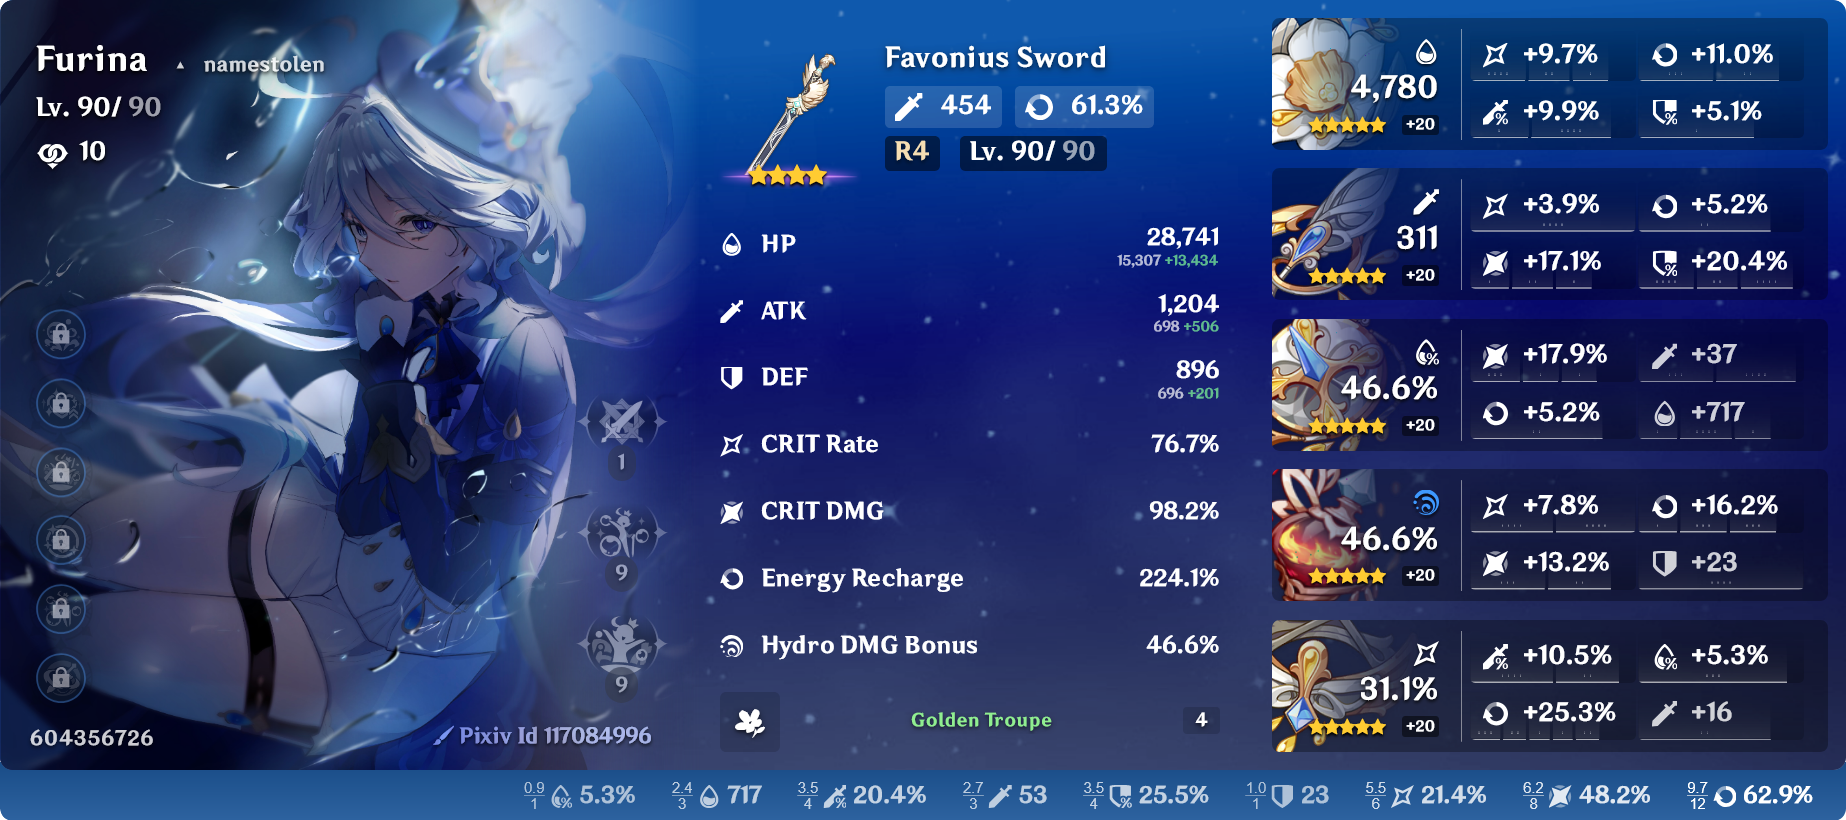 Furina ▲ namestolen
Lv. 90/ 90
10
1
9
9
604356726
Pixiv Id 117084996
Favonius Sword
454 61.3%
R4 Lv. 90/ 90
HP 28,741
15,307 +13,434
ATK 1,204
698 +506
DEF 896
696 +201
CRIT Rate 76.7%
CRIT DMG 98.2%
Energy Recharge 224.1%
Hydro DMG Bonus 46.6%
Golden Troupe 4
4,780
+20
+9.7% +11.0%
+9.9% +5.1%
311
+20
+3.9% +5.2%
+17.1% +20.4%
46.6%
+20
+17.9% +37
+5.2% +717
46.6%
+20
+7.8% +16.2%
+13.2% +23
31.1%
+20
+10.5% +5.3%
+25.3% +16
0.9/1 5.3% 2.4/3 717 3.5/4 20.4% 2.7/3 53 3.5/4 25.5% 1.0/1 23 5.5/6 21.4% 6.2/8 48.2% 9.7/12 62.9%